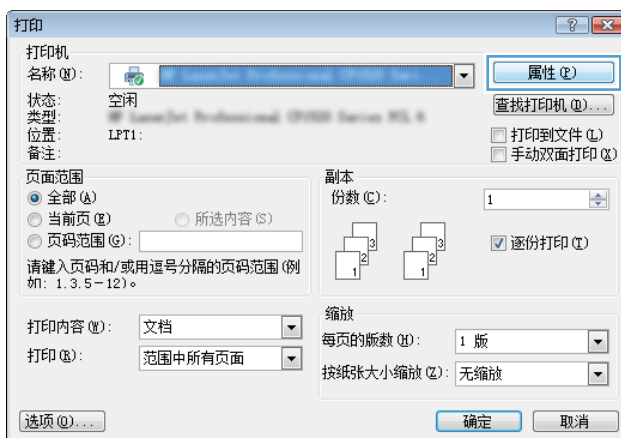 打印
打印机
名称(N):
属性(P)
状态: 空闲
类型:
查找打印机(D)...
位置: LPT1:
打印到文件(L)
备注:
手动双面打印(X)
页面范围
全部(A)
当前页(E) 所选内容(S)
页码范围(G):
请键入页码和/或用逗号分隔的页码范围(例
如: 1.3.5-12)。
副本
份数(C): 1
1 2 3 1 2 3
逐份打印(T)
打印内容(W): 文档
打印(R): 范围中所有页面
缩放
每页的版数(H): 1 版
按纸张大小缩放(Z): 无缩放
选项(O)...
确定 取消